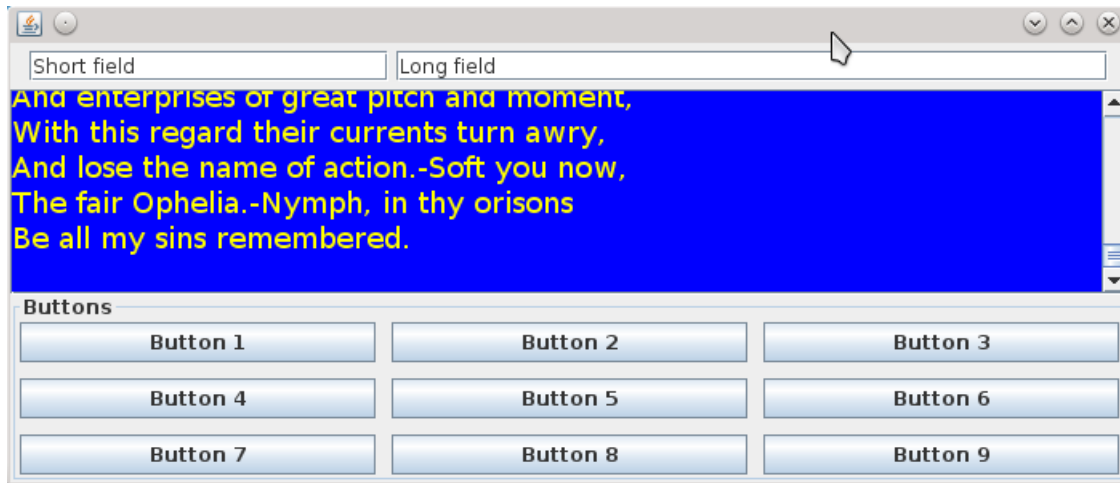 Short field
Long field
And enterprises of great pitch and moment,
With this regard their currents turn awry,
And lose the name of action.-Soft you now,
The fair Ophelia.-Nymph, in thy orisons
Be all my sins remembered.
Buttons
Button 1
Button 2
Button 3
Button 4
Button 5
Button 6
Button 7
Button 8
Button 9